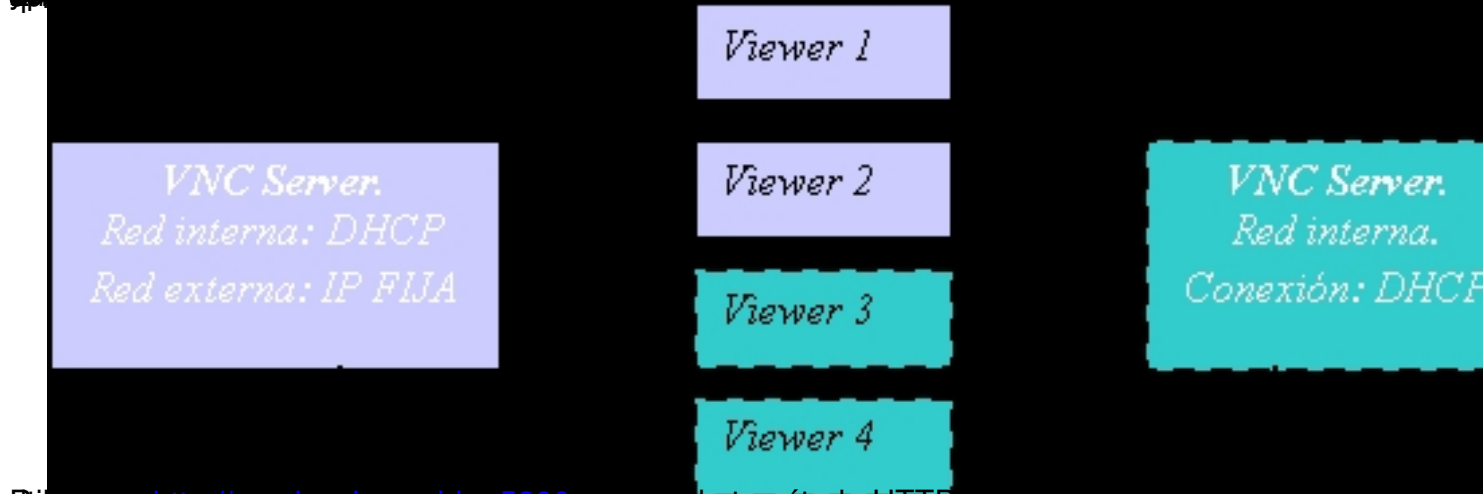 Viewer 1
VNC Server.
Red interna: DHCP
Red externa: IP FIJA
Viewer 2
Viewer 3
Viewer 4
VNC Server.
Red interna.
Conexión: DHCP